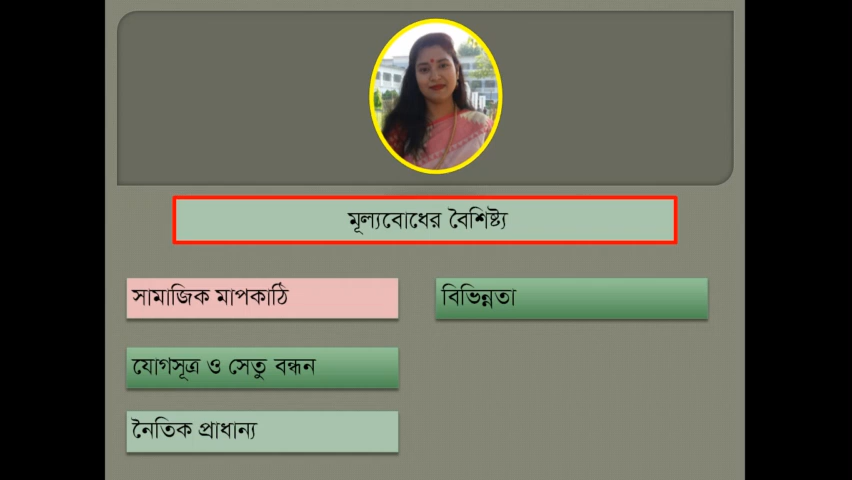 মূল্যবোধের বৈশিষ্ট্য
সামাজিক মাপকাঠি
বিভিন্নতা
যোগসূত্র ও সেতু বন্ধন
নৈতিক প্রাধান্য